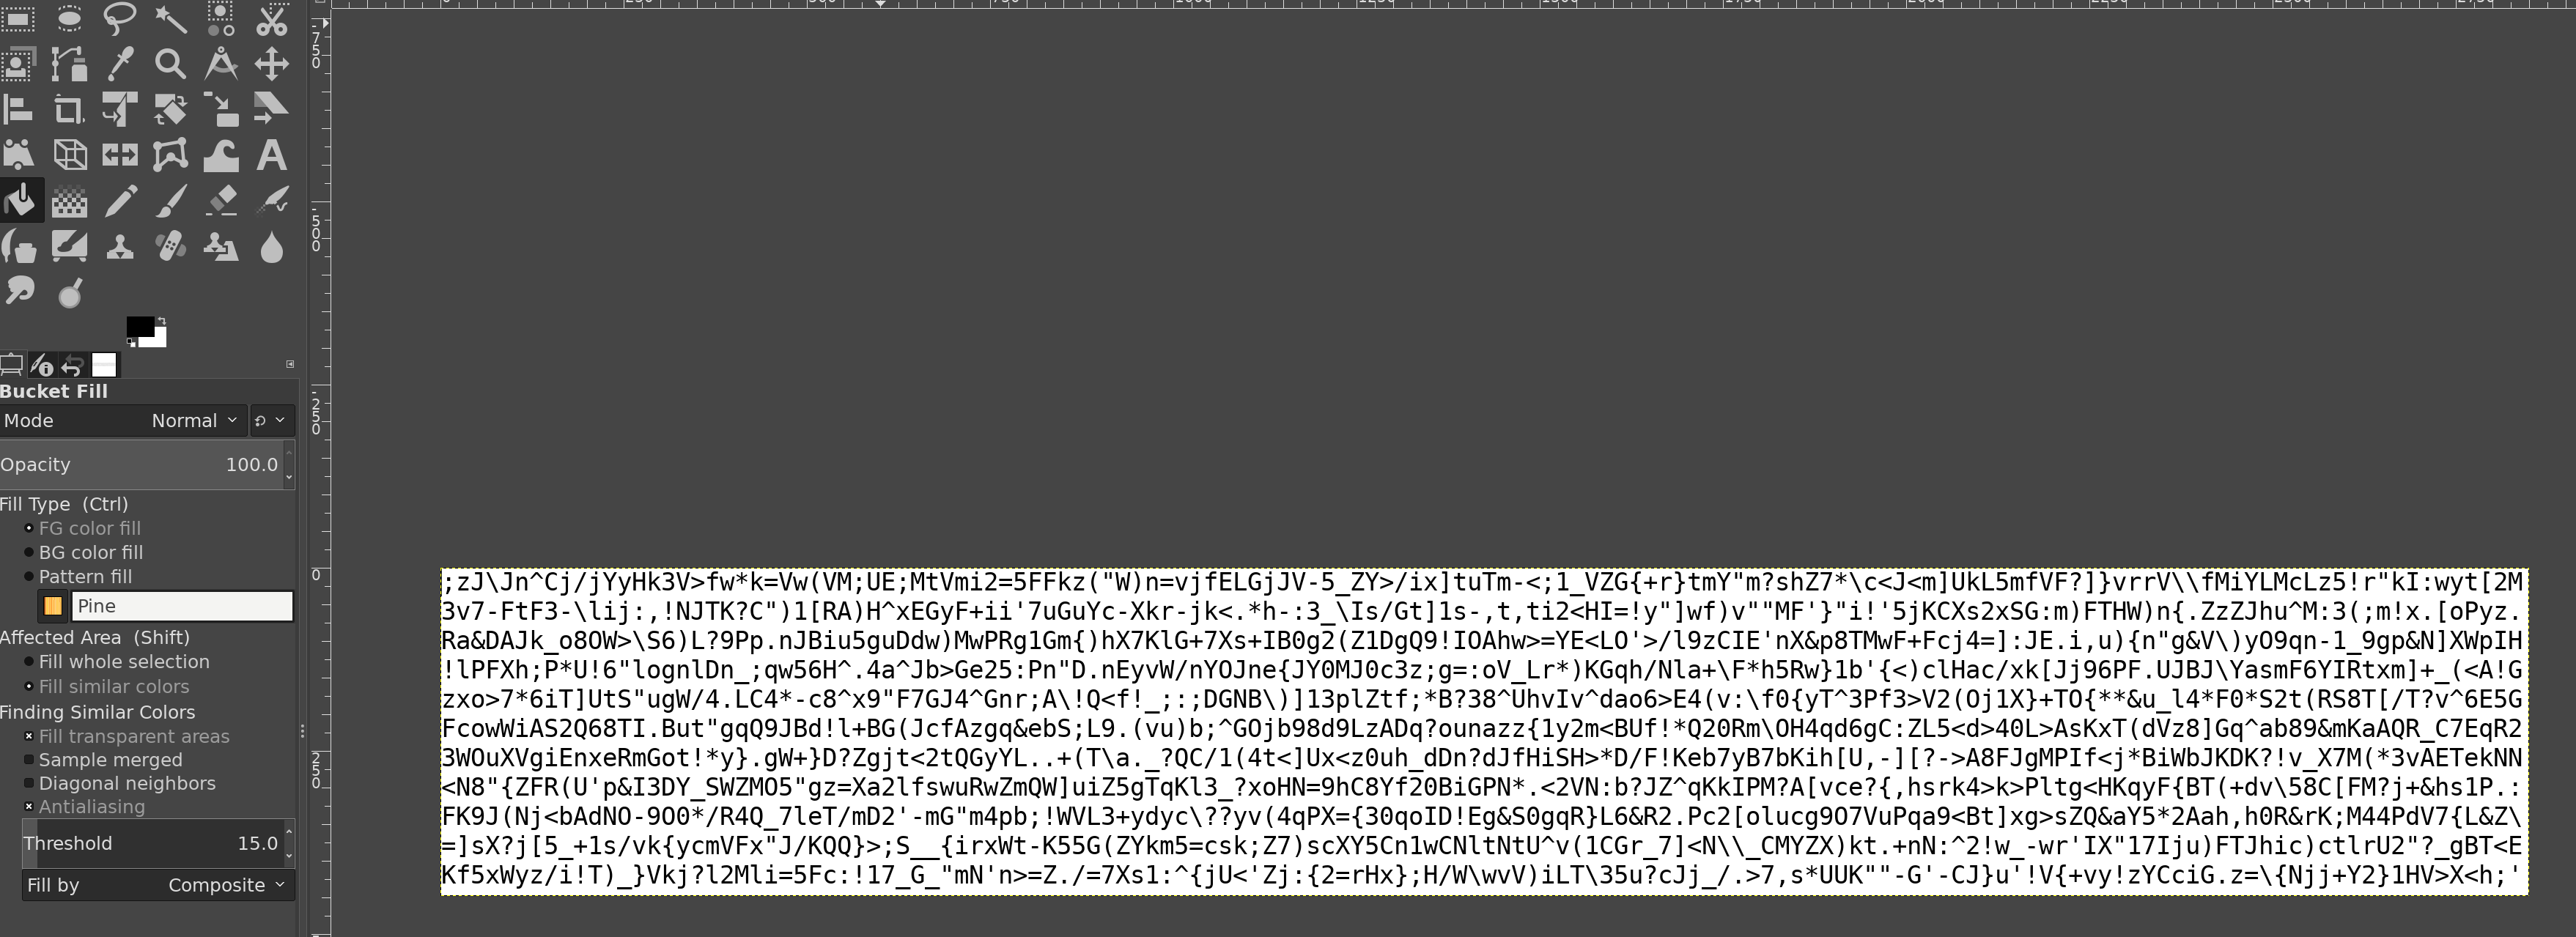 Bucket Fill
Mode Normal
Opacity 100.0
Fill Type (Ctrl)
FG color fill
BG color fill
Pattern fill
Pine
Affected Area (Shift)
Fill whole selection
Fill similar colors
Finding Similar Colors
Fill transparent areas
Sample merged
Diagonal neighbors
Antialiasing
Threshold 15.0
Fill by Composite
;zJ\Jn^Cj/jYyHk3V>fw*k=Vw(VM;UE;MtVmi2=5FFkz("W)n=vjfELGjJV-5_ZY>/ix]tuTm-<;1_VZG{+r}tmY"m?shZ7*\c<J<m]UkL5mfVF?]}vrrV\\fMiYLMcLz5!r"kI:wyt[2M
3v7-FtF3-\lij:,!NJTK?C")1[RA)H^xEGyF+ii'7uGuYc-Xkr-jk<.*h-:3_\Is/Gt]1s-,t,ti2<HI=!y"]wf)v""MF'}"i!'5jKCXs2xSG:m)FTHW)n{.ZzZJhu^M:3(;m!x.[oPyz.
Ra&DAJk_o8OW>\S6)L?9Pp.nJBiu5guDdw)MwPRg1Gm{)hX7KlG+7Xs+IB0g2(Z1DgQ9!IOAhw>=YE<LO'>/l9zCIE'nX&p8TMwF+Fcj4=]:JE.i,u){n"g&V\)yO9qn-1_9gp&N]XWpIH
!lPFXh;P*U!6"lognlDn_;qw56H^.4a^Jb>Ge25:Pn"D.nEyvW/nYOJne{JY0MJ0c3z;g=:oV_Lr*)KGqh/Nla+\F*h5Rw}1b'{<)clHac/xk[Jj96PF.UJBJ\YasmF6YIRtxm]+_(<A!G
zxo>7*6iT]UtS"ugW/4.LC4*-c8^x9"F7GJ4^Gnr;A\!Q<f!_;:;DGNB\)]13plZtf;*B?38^UhvIv^dao6>E4(v:\f0{yT^3Pf3>V2(Oj1X}+TO{**&u_l4*F0*S2t(RS8T[/T?v^6E5G
FcowWiAS2Q68TI.But"gqQ9JBd!l+BG(JcfAzgq&ebS;L9.(vu)b;^GOjb98d9LzADq?ounazz{1y2m<BUf!*Q20Rm\OH4qd6gC:ZL5<d>40L>AsKxT(dVz8]Gq^ab89&mKaAQR_C7EqR2
3WOuXVgiEnxeRmGot!*y}.gW+}D?Zgjt<2tQGyYL..+(T\a._?QC/1(4t<]Ux<z0uh_dDn?dJfHiSH>*D/F!Keb7yB7bKih[U,-][?->A8FJgMPIf<j*BiWbJKDK?!v_X7M(*3vAETekNN
<N8"{ZFR(U'p&I3DY_SWZMO5"gz=Xa2lfswuRwZmQW]uiZ5gTqKl3_?xoHN=9hC8Yf20BiGPN*.<2VN:b?JZ^qKkIPM?A[vce?{,hsrk4>k>Pltg<HKqyF{BT(+dv\58C[FM?j+&hs1P.:
FK9J(Nj<bAdNO-9O0*/R4Q_7leT/mD2'-mG"m4pb;!WVL3+ydyc\??yv(4qPX={30qoID!Eg&S0gqR}L6&R2.Pc2[olucg9O7VuPqa9<Bt]xg>sZQ&aY5*2Aah,h0R&rK;M44PdV7{L&Z\
=]sX?j[5_+1s/vk{ycmVFx"J/KQQ}>;S__{irxWt-K55G(ZYkm5=csk;Z7)scXY5Cn1wCNltNtU^v(1CGr_7]<N\\_CMYZX)kt.+nN:^2!w_-wr'IX"17Iju)FTJhic)ctlrU2"?_gBT<E
Kf5xWyz/i!T)_}Vkj?l2Mli=5Fc:!17_G_"mN'n>=Z./=7Xs1:^{jU<'Zj:{2=rHx};H/W\wvV)iLT\35u?cJj_/.>7,s*UUK""-G'-CJ}u'!V{+vy!zYCciG.z=\{Njj+Y2}1HV>X<h;'